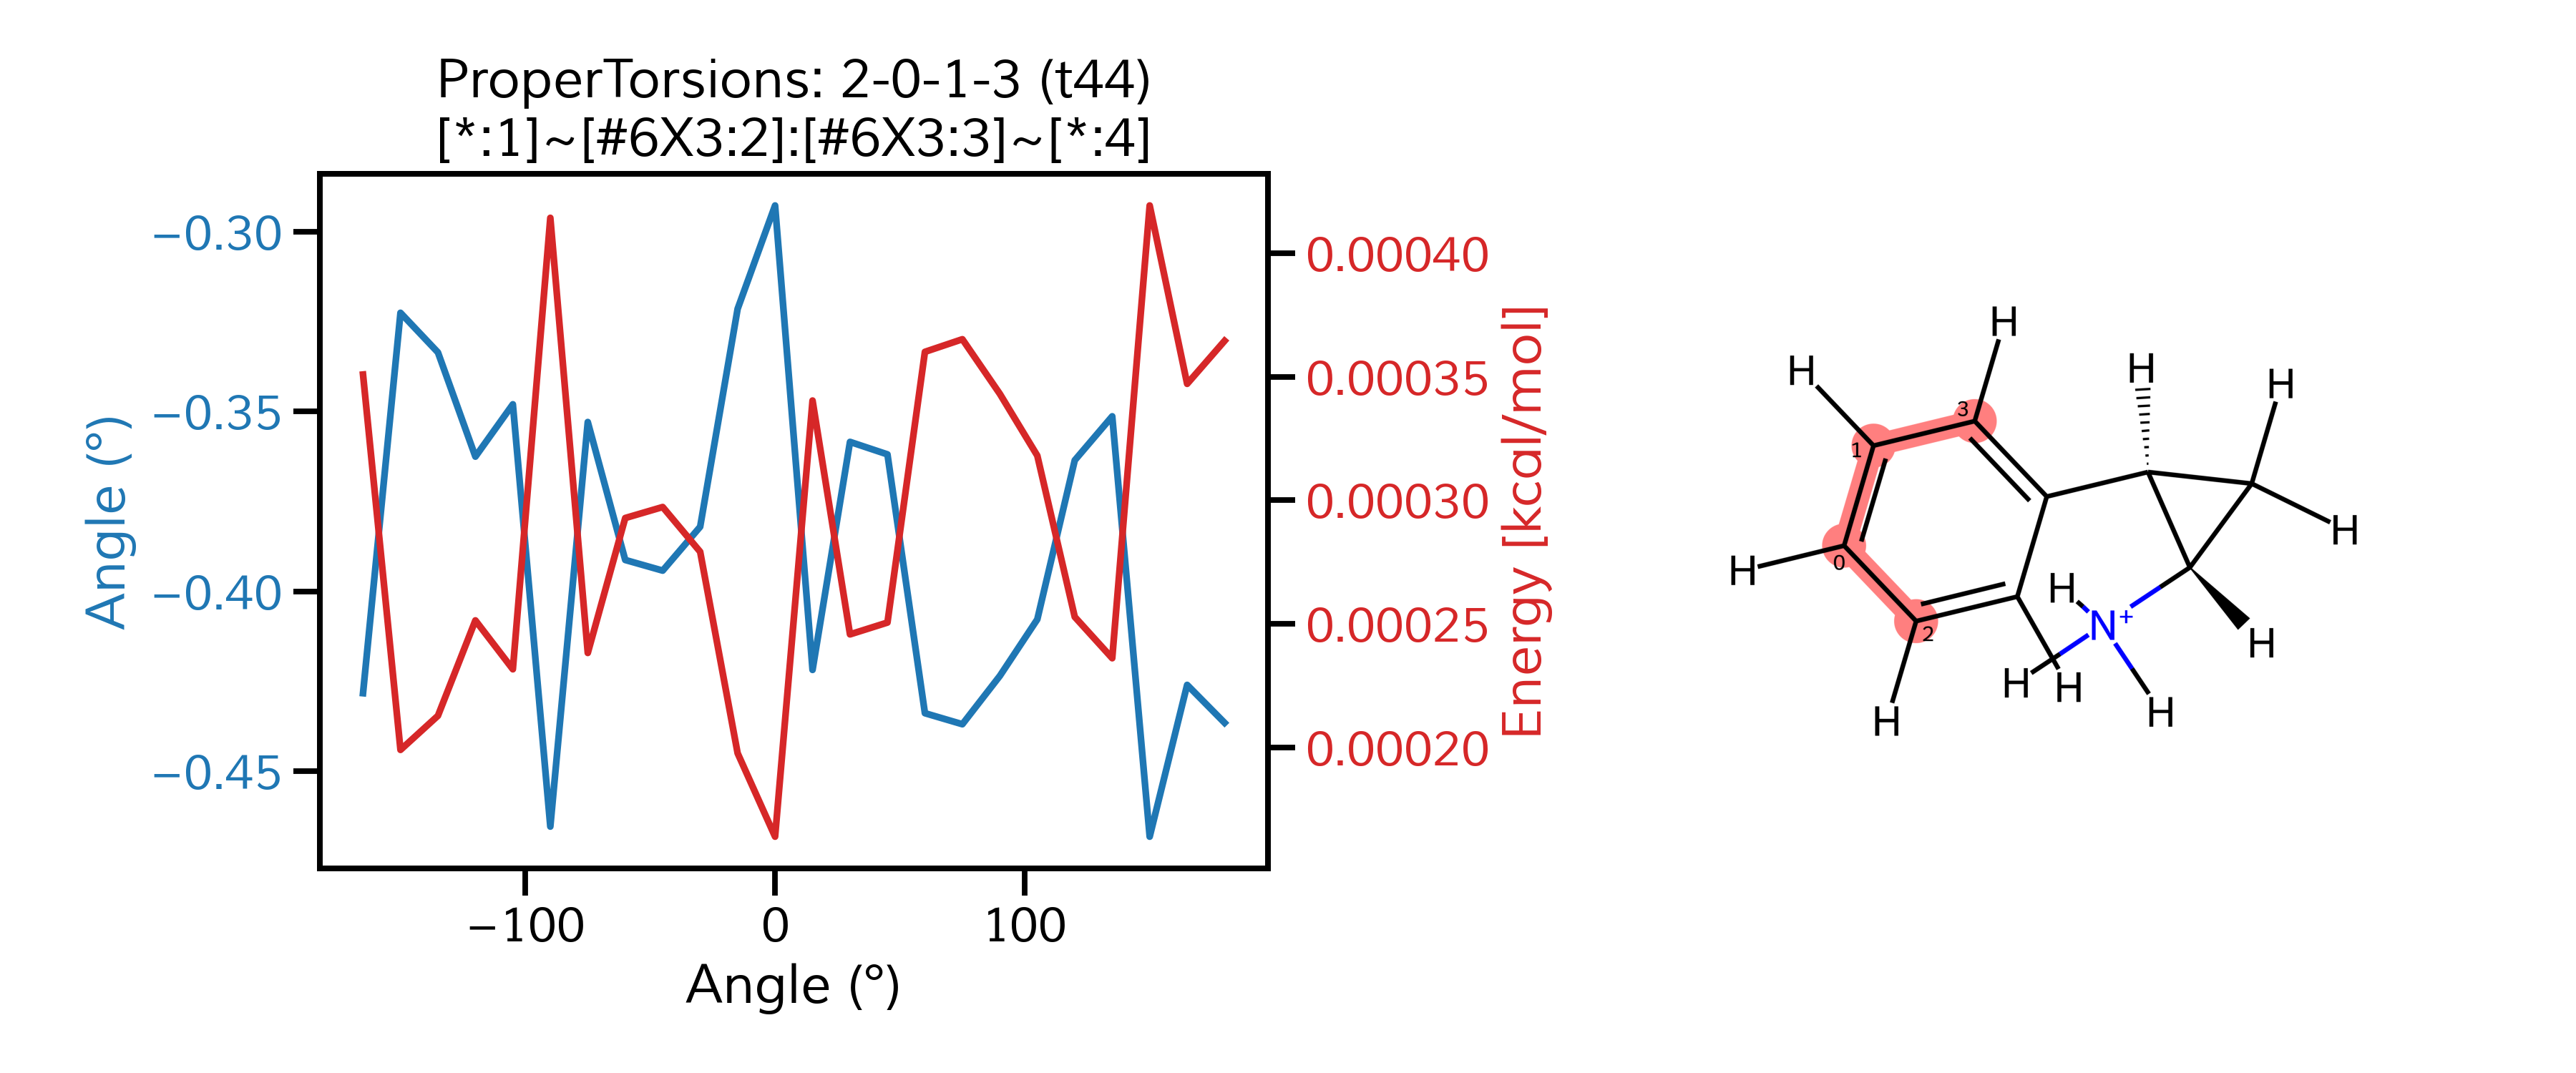 ProperTorsions: 2-0-1-3 (t44)
[*:1]~[#6X3:2]:[#6X3:3]~[*:4]
−0.30
−0.35
−0.40
−0.45
Angle (°)
0.00040
0.00035
0.00030
0.00025
0.00020
Energy [kcal/mol]
−100
0
100
Angle (°)
H
H
H
H
3
1
H
H
0
H
N+
2
H
H
H
H
H